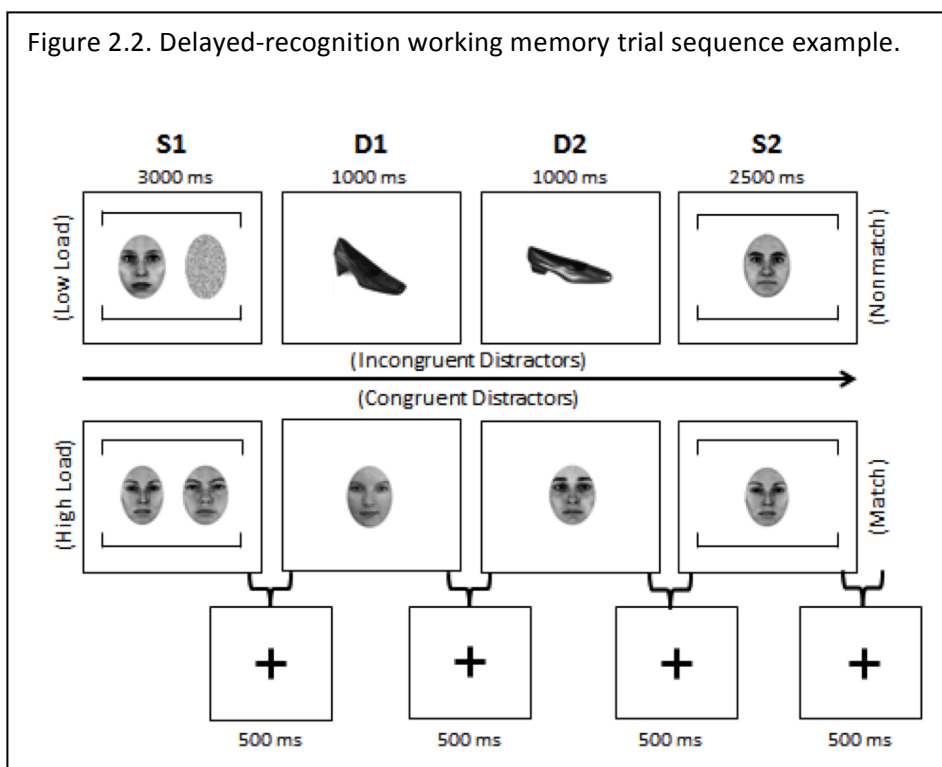 Figure 2.2. Delayed-recognition working memory trial sequence example.
S1 D1 D2 S2
3000 ms 1000 ms 1000 ms 2500 ms
(Low Load)
(Nonmatch)
(Incongruent Distractors)
(Congruent Distractors)
(High Load)
(Match)
+ + + +
500 ms 500 ms 500 ms 500 ms